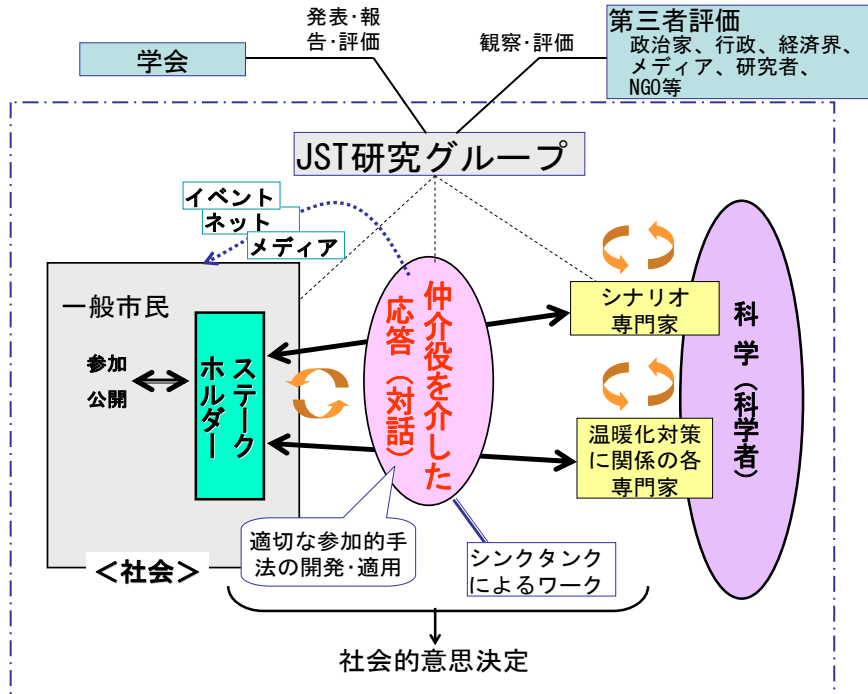 発表・報
告・評価
学会
観察・評価
第三者評価
政治家、行政、経済界、
メディア、研究者、
NGO等
JST研究グループ
イベント
ネット
メディア
一般市民
参加
公開
ステーク
ホルダー
仲介役を介した
応答（対話）
シナリオ
専門家
温暖化対策
に関係の各
専門家
科学（科学者）
適切な参加的手
法の開発・適用
シンクタンク
によるワーク
＜社会＞
社会的意思決定